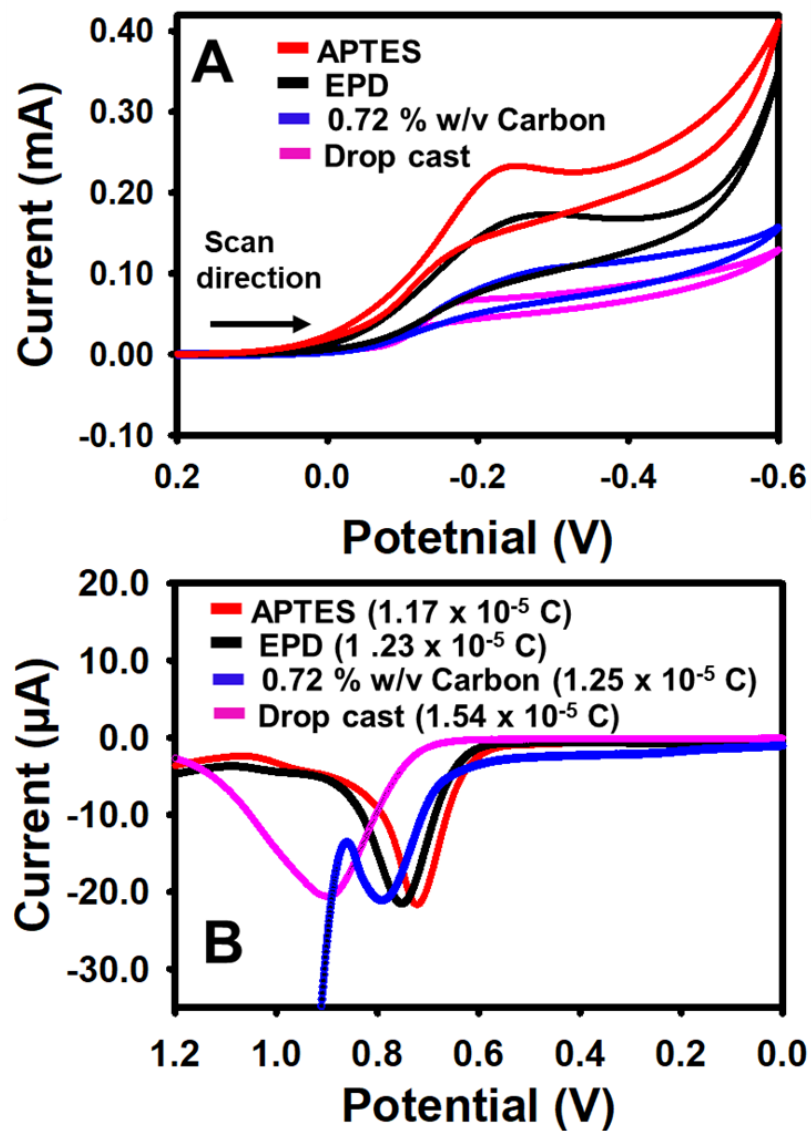 A
APTES
EPD
0.72 % w/v Carbon
Drop cast
Scan
direction
Current (mA)
0.40
0.30
0.20
0.10
0.00
-0.10
0.2 0.0 -0.2 -0.4 -0.6
Potetnial (V)
APTES (1.17 x 10⁻⁵ C)
EPD (1 .23 x 10⁻⁵ C)
0.72 % w/v Carbon (1.25 x 10⁻⁵ C)
Drop cast (1.54 x 10⁻⁵ C)
Current (µA)
20.0
10.0
0.0
-10.0
-20.0
-30.0
B
1.2 1.0 0.8 0.6 0.4 0.2 0.0
Potential (V)